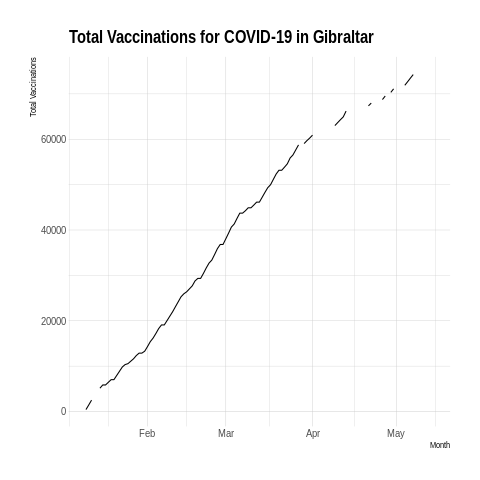 Total Vaccinations for COVID-19 in Gibraltar
Total Vaccinations
60000
40000
20000
0
Feb Mar Apr May
Month